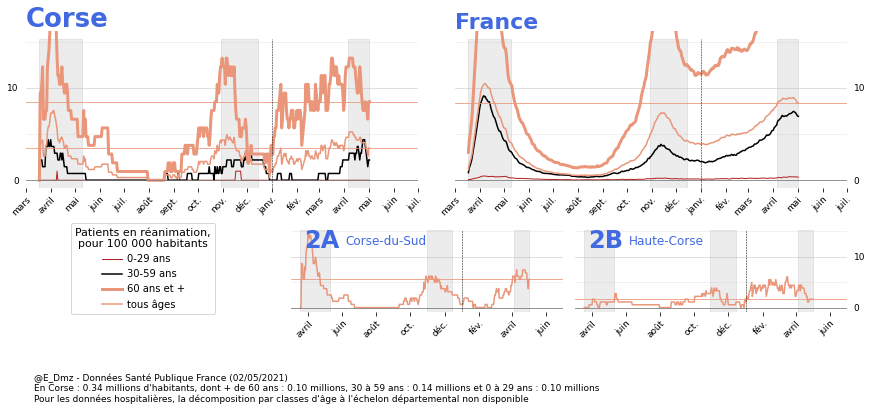 Corse
France
10
0
mars
avril
mai
juin
juil.
août
sept.
oct.
nov.
déc.
janv.
fév.
mars
avril
mai
juin
juil.
10
0
mars
avril
mai
juin
juil.
août
sept.
oct.
nov.
déc.
janv.
fév.
mars
avril
mai
juin
juil.
Patients en réanimation,
pour 100 000 habitants
0-29 ans
30-59 ans
60 ans et +
tous âges
2A Corse-du-Sud
avril
juin
août
oct.
déc.
fév.
avril
juin
2B Haute-Corse
10
0
avril
juin
août
oct.
déc.
fév.
avril
juin
@E_Dmz - Données Santé Publique France (02/05/2021)
En Corse : 0.34 millions d'habitants, dont + de 60 ans : 0.10 millions, 30 à 59 ans : 0.14 millions et 0 à 29 ans : 0.10 millions
Pour les données hospitalières, la décomposition par classes d'âge à l'échelon départemental non disponible